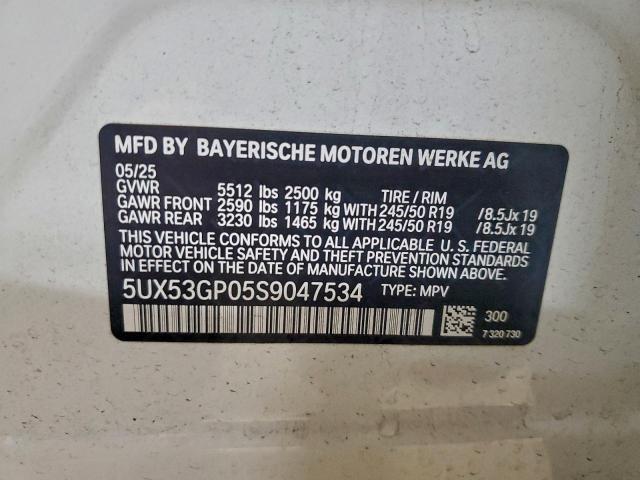 MFD BY BAYERISCHE MOTOREN WERKE AG
05/25
GVWR 5512 lbs 2500 kg TIRE / RIM
GAWR FRONT 2590 lbs 1175 kg WITH 245/50 R19 /8.5Jx19
GAWR REAR 3230 lbs 1465 kg WITH 245/50 R19 /8.5Jx19
THIS VEHICLE CONFORMS TO ALL APPLICABLE U. S. FEDERAL
MOTOR VEHICLE SAFETY AND THEFT PREVENTION STANDARDS
IN EFFECT ON THE DATE OF MANUFACTURE SHOWN ABOVE.
5UX53GP05S9047534 TYPE: MPV
300
7 320 730